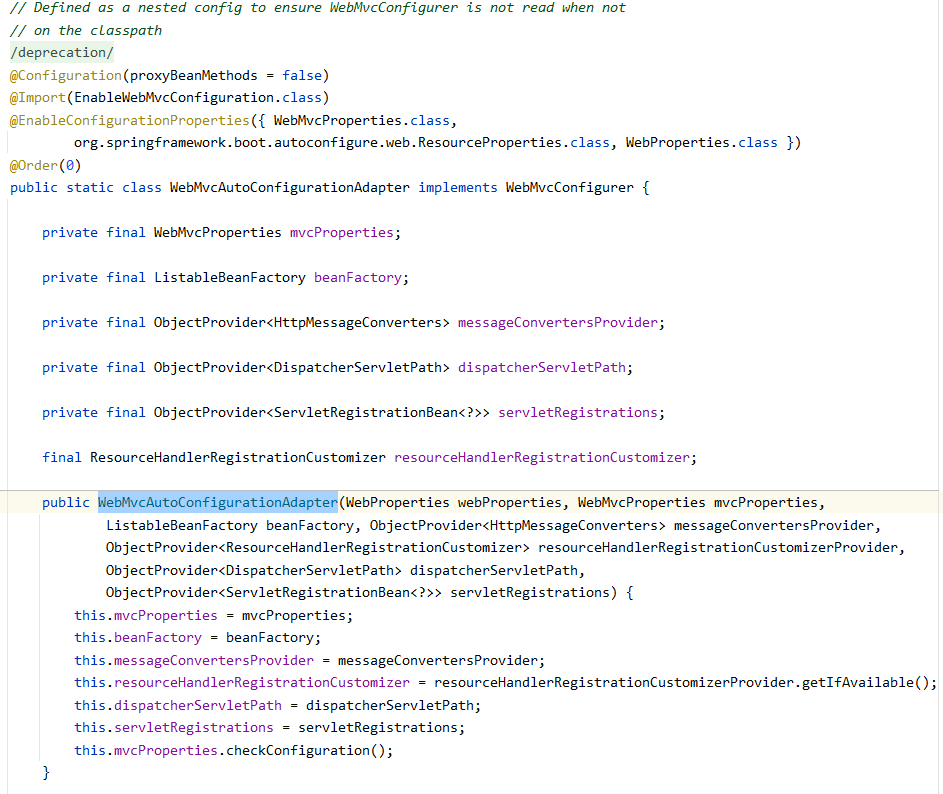 // Defined as a nested config to ensure WebMvcConfigurer is not read when not
// on the classpath
/deprecation/
@Configuration(proxyBeanMethods = false)
@Import(EnableWebMvcConfiguration.class)
@EnableConfigurationProperties({ WebMvcProperties.class,
        org.springframework.boot.autoconfigure.web.ResourceProperties.class, WebProperties.class })
@Order(0)
public static class WebMvcAutoConfigurationAdapter implements WebMvcConfigurer {
    private final WebMvcProperties mvcProperties;
    private final ListableBeanFactory beanFactory;
    private final ObjectProvider<HttpMessageConverters> messageConvertersProvider;
    private final ObjectProvider<DispatcherServletPath> dispatcherServletPath;
    private final ObjectProvider<ServletRegistrationBean<?>> servletRegistrations;
    final ResourceHandlerRegistrationCustomizer resourceHandlerRegistrationCustomizer;
    public WebMvcAutoConfigurationAdapter(WebProperties webProperties, WebMvcProperties mvcProperties,
            ListableBeanFactory beanFactory, ObjectProvider<HttpMessageConverters> messageConvertersProvider,
            ObjectProvider<ResourceHandlerRegistrationCustomizer> resourceHandlerRegistrationCustomizerProvider,
            ObjectProvider<DispatcherServletPath> dispatcherServletPath,
            ObjectProvider<ServletRegistrationBean<?>> servletRegistrations) {
        this.mvcProperties = mvcProperties;
        this.beanFactory = beanFactory;
        this.messageConvertersProvider = messageConvertersProvider;
        this.resourceHandlerRegistrationCustomizer = resourceHandlerRegistrationCustomizerProvider.getIfAvailable();
        this.dispatcherServletPath = dispatcherServletPath;
        this.servletRegistrations = servletRegistrations;
        this.mvcProperties.checkConfiguration();
    }